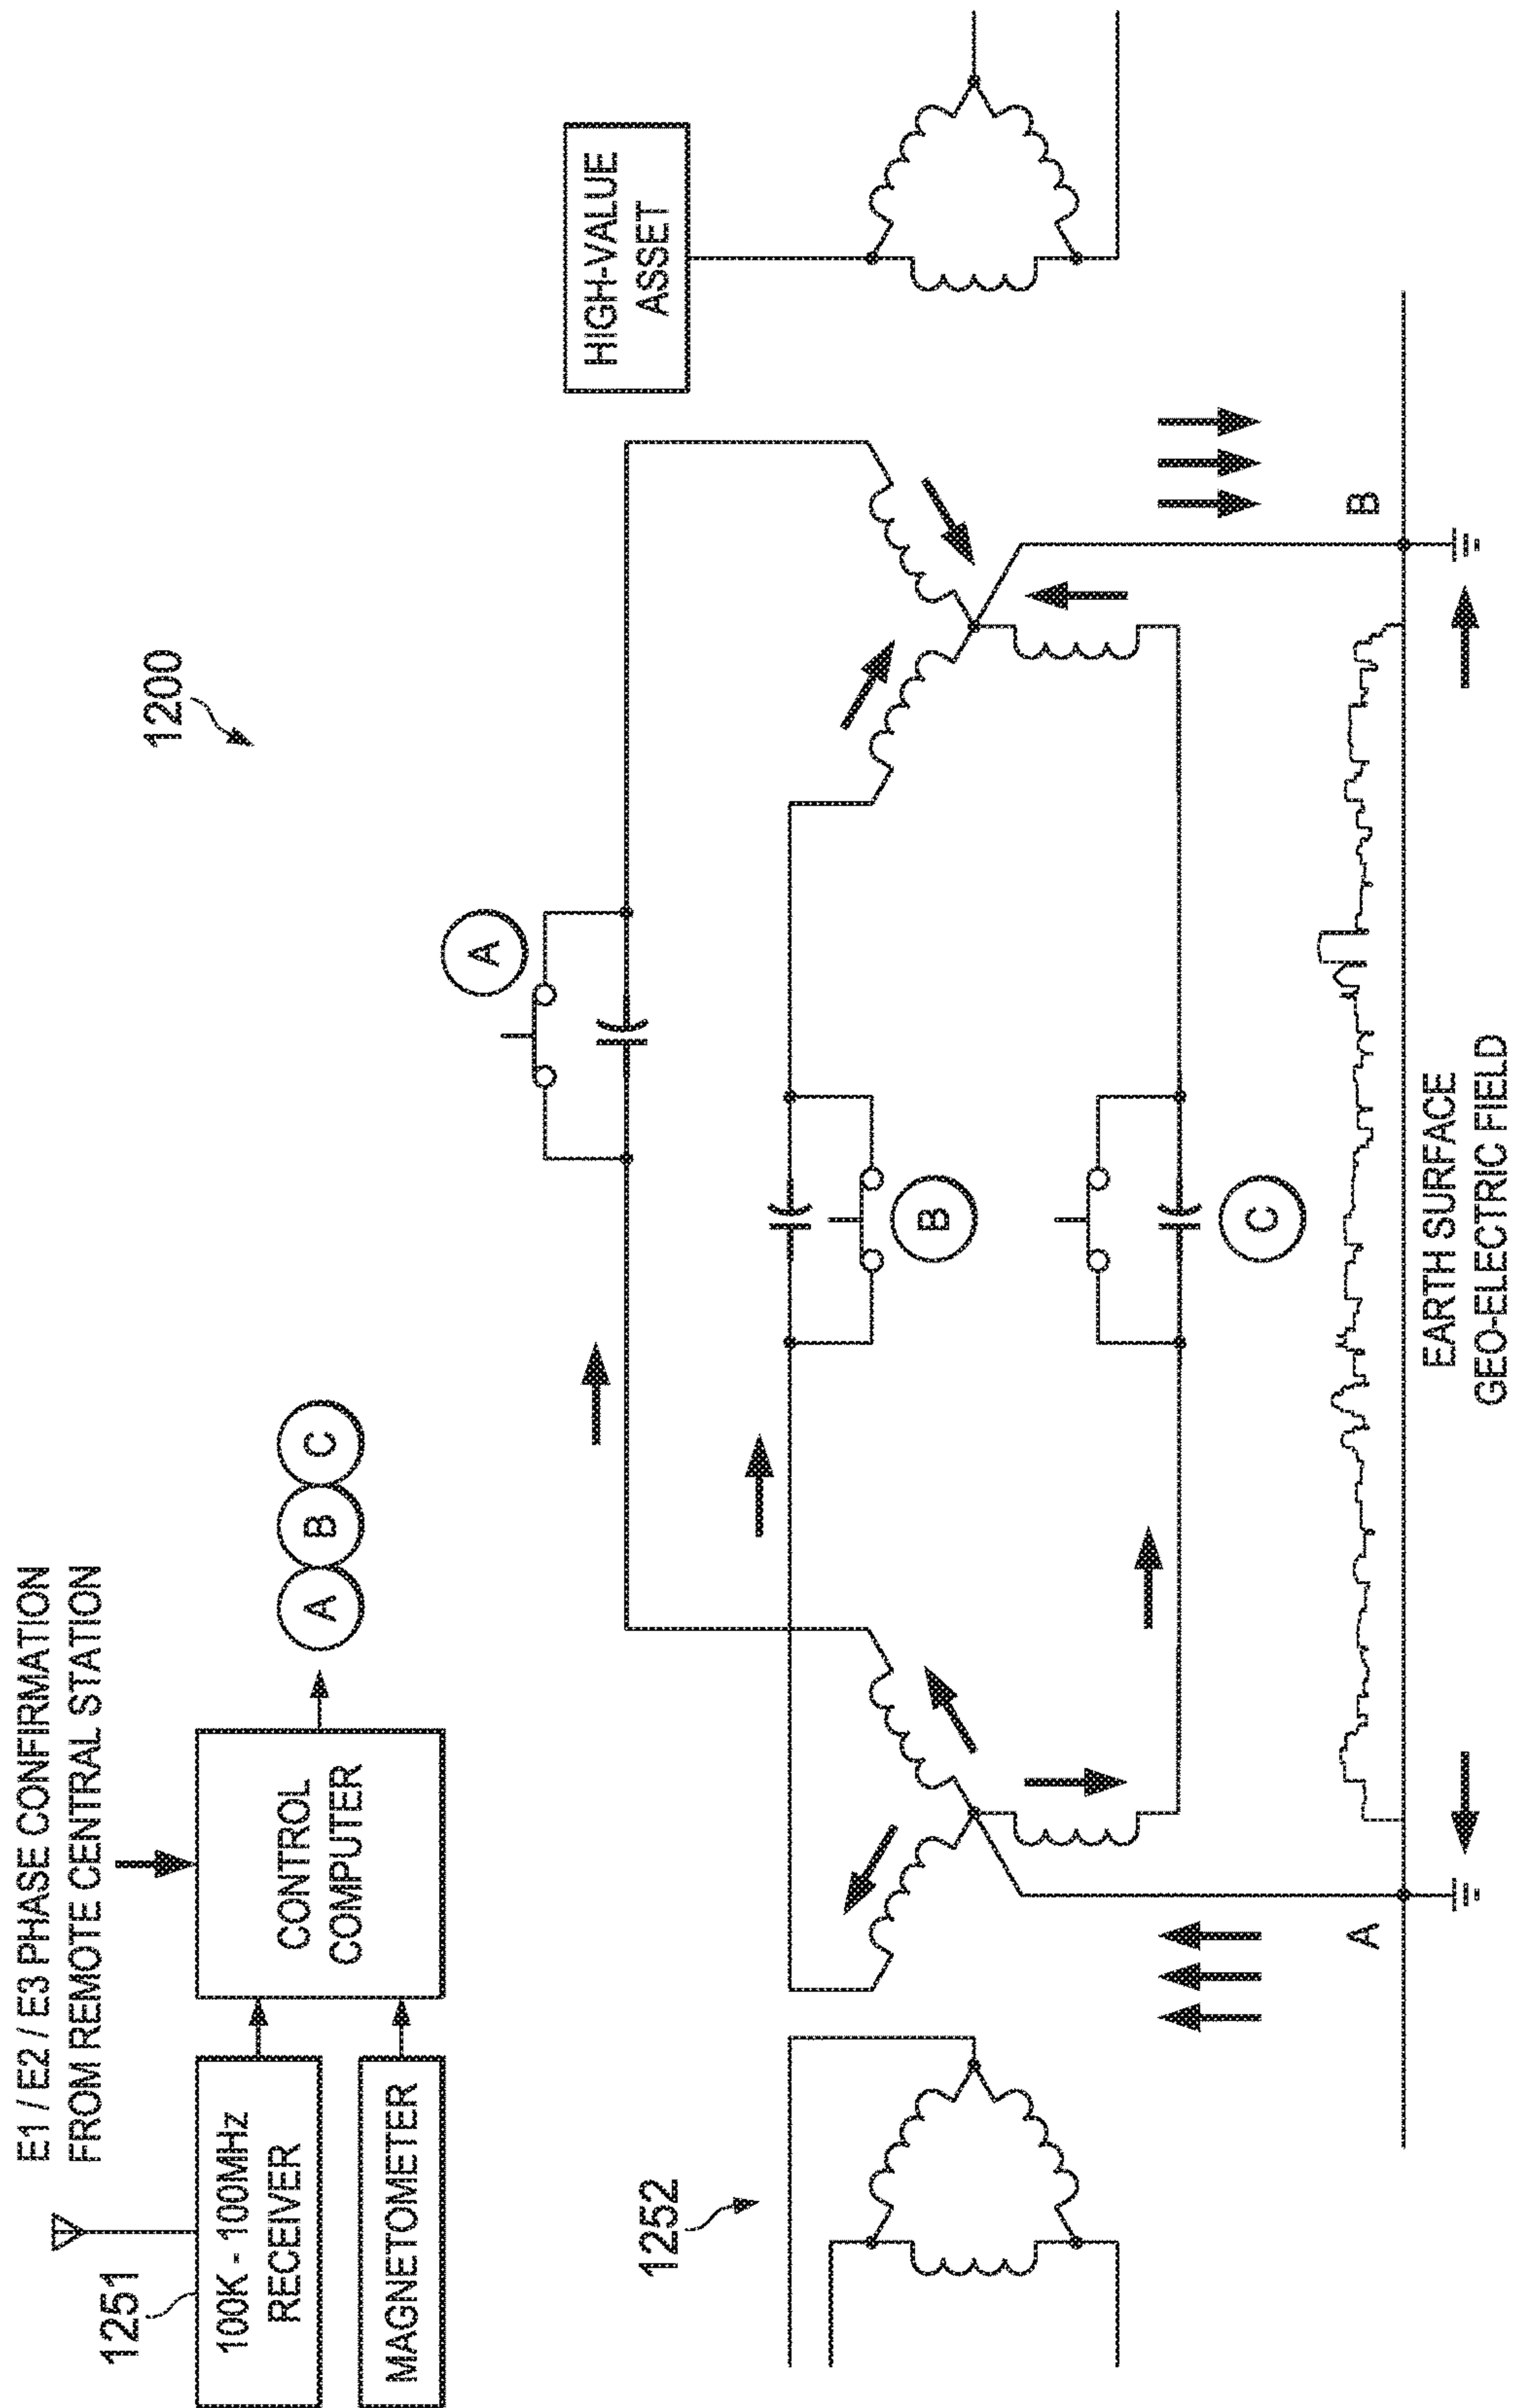 E1 / E2 / E3 PHASE CONFIRMATION
FROM REMOTE CENTRAL STATION
1251
100K - 100MHz
RECEIVER
MAGNETOMETER
CONTROL
COMPUTER
A
B
C
1200
1252
A
B
C
HIGH-VALUE
ASSET
A
B
EARTH SURFACE
GEO-ELECTRIC FIELD